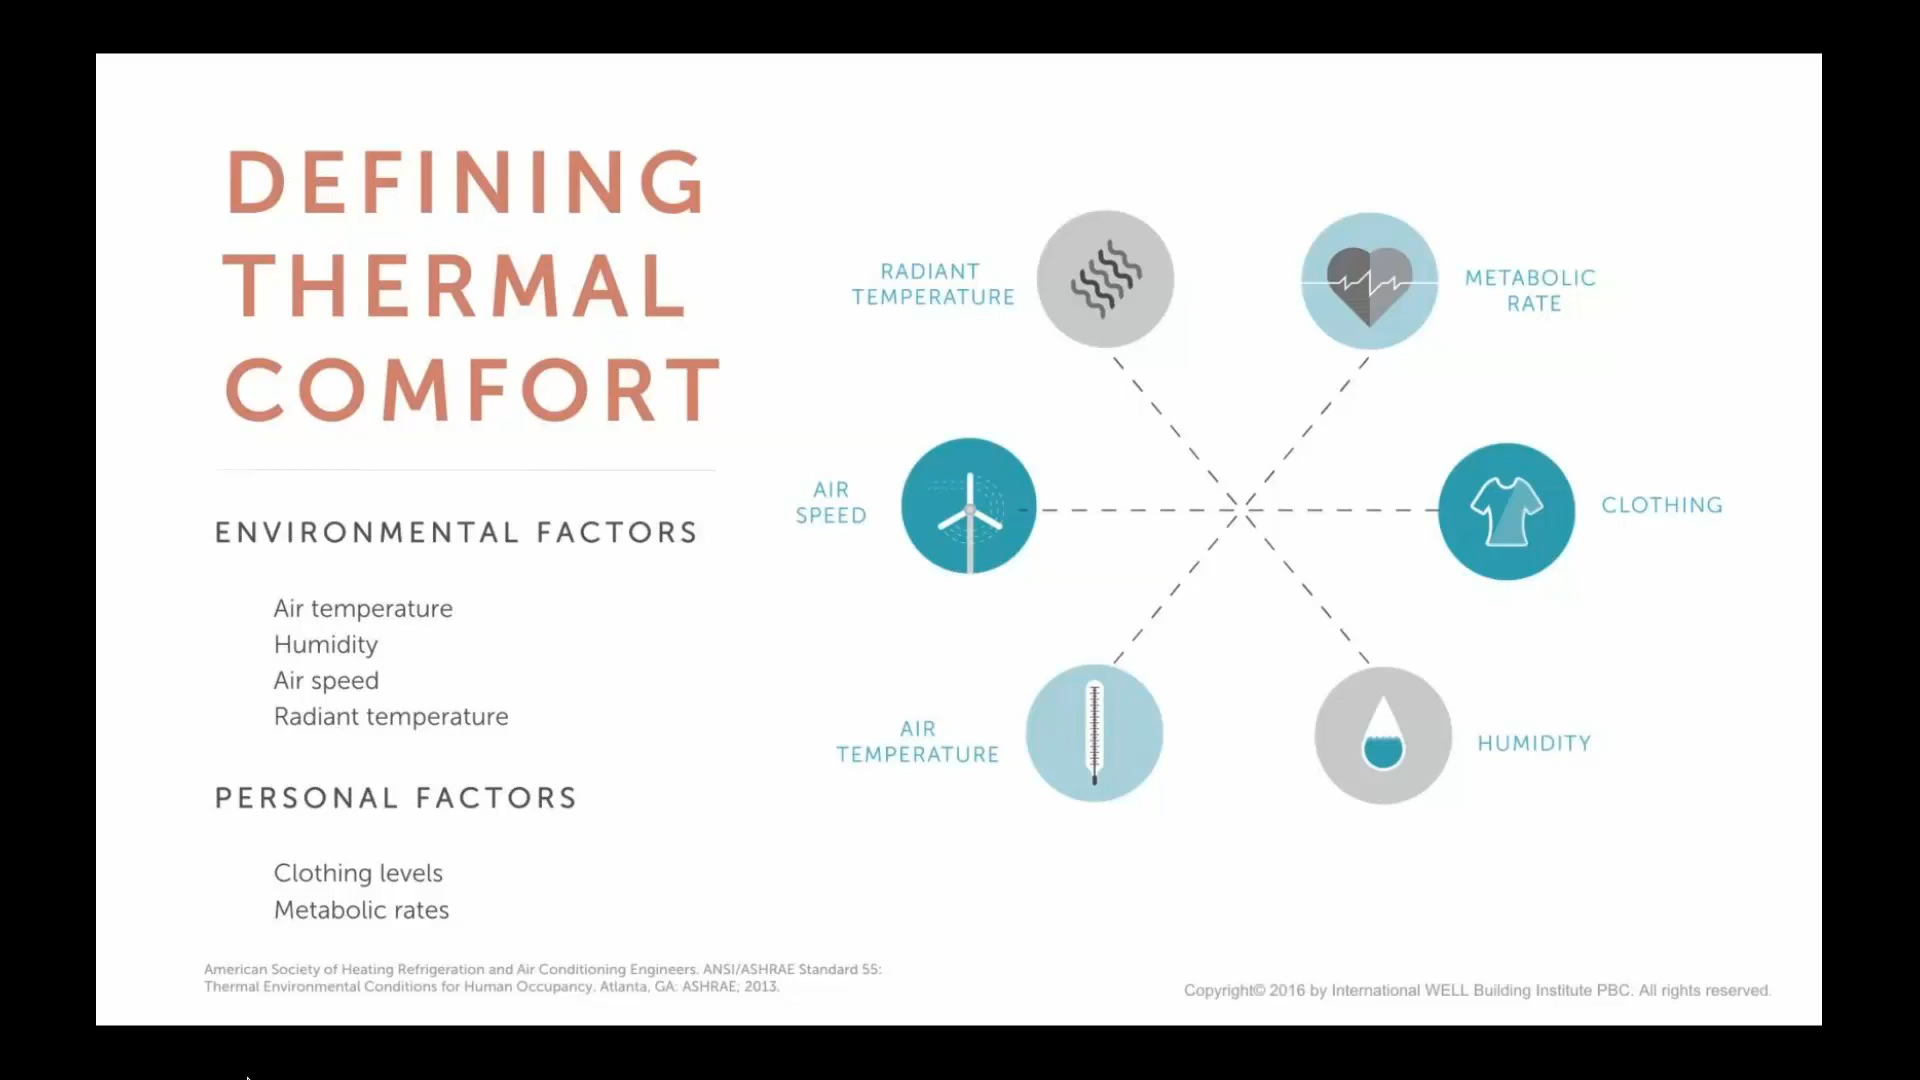 DEFINING
THERMAL
COMFORT
ENVIRONMENTAL FACTORS
Air temperature
Humidity
Air speed
Radiant temperature
PERSONAL FACTORS
Clothing levels
Metabolic rates
American Society of Heating Refrigeration and Air Conditioning Engineers. ANSI/ASHRAE Standard 55:
Thermal Environmental Conditions for Human Occupancy. Atlanta, GA: ASHRAE; 2013.
RADIANT
TEMPERATURE
METABOLIC
RATE
AIR
SPEED
CLOTHING
AIR
TEMPERATURE
HUMIDITY
Copyright© 2016 by International WELL Building Institute PBC. All rights reserved.